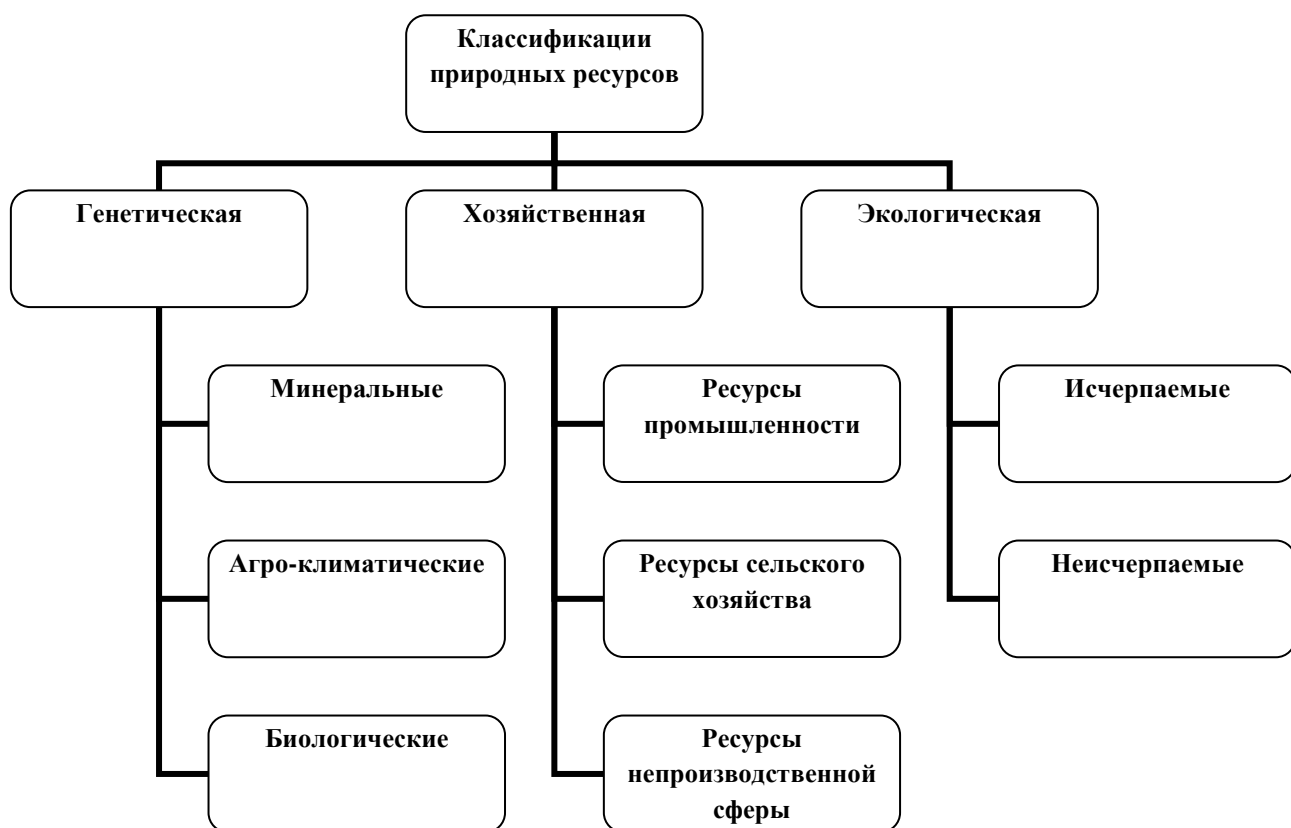 Классификации
природных ресурсов
Генетическая
Хозяйственная
Экологическая
Минеральные
Ресурсы
промышленности
Исчерпаемые
Агро-климатические
Ресурсы сельского
хозяйства
Неисчерпаемые
Биологические
Ресурсы
непроизводственной
сферы